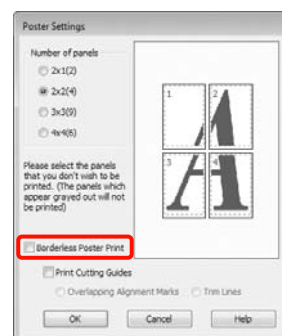 Poster Settings
Number of panels
2x1(2)
2x2(4)
3x3(9)
4x4(6)
Please select the panels
that you don't wish to be
printed. (The panels which
appear grayed out will not
be printed)
1 2
3 4
Borderless Poster Print
Print Cutting Guides
Overlapping Alignment Marks Trim Lines
OK Cancel Help